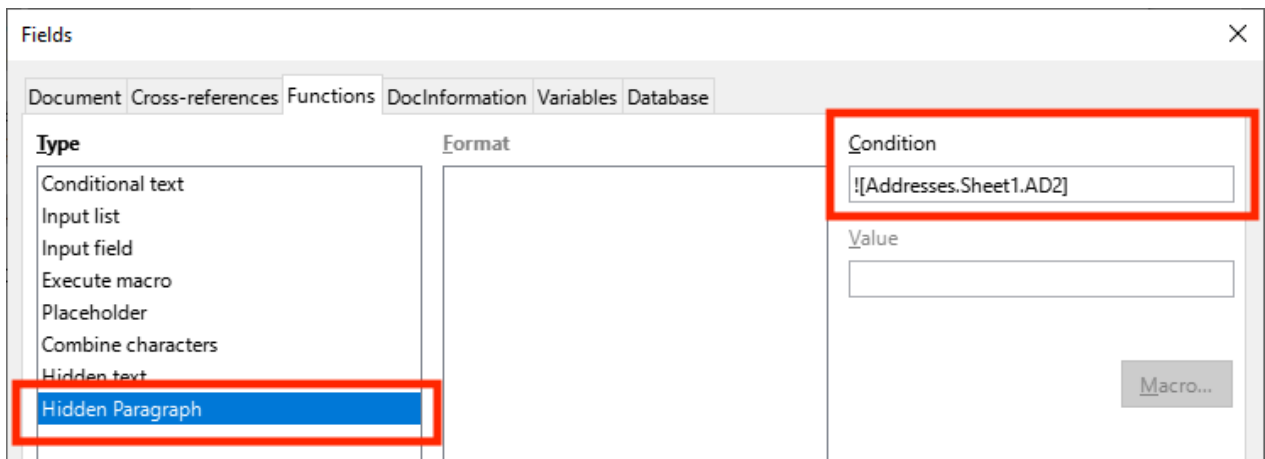 Fields
Document Cross-references Functions DocInformation Variables Database
Type
Format
Condition
Conditional text
Input list
Input field
Execute macro
Placeholder
Combine characters
Hidden text
Hidden Paragraph
![Addresses.Sheet1.AD2]
Value
Macro...